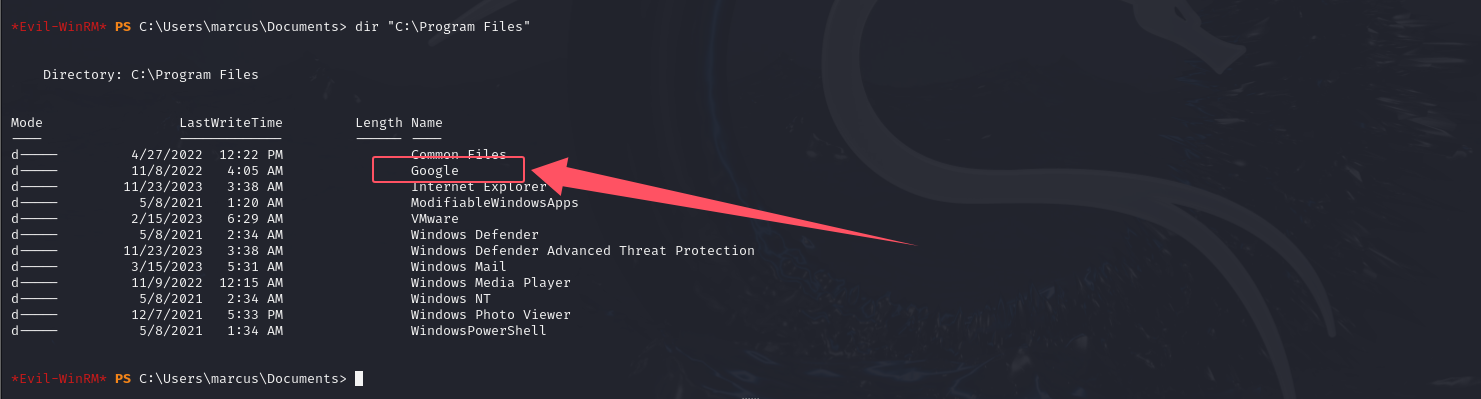 *Evil-WinRM* PS C:\Users\marcus\Documents> dir "C:\Program Files"
Directory: C:\Program Files
Mode LastWriteTime Length Name
---- ------------- ------ ----
d----- 4/27/2022 12:22 PM Common Files
d----- 11/8/2022 4:05 AM Google
d----- 11/23/2023 3:38 AM Internet Explorer
d----- 5/8/2021 1:20 AM ModifiableWindowsApps
d----- 2/15/2023 6:29 AM VMware
d----- 5/8/2021 2:34 AM Windows Defender
d----- 11/23/2023 3:38 AM Windows Defender Advanced Threat Protection
d----- 3/15/2023 5:31 AM Windows Mail
d----- 11/9/2022 12:15 AM Windows Media Player
d----- 5/8/2021 2:34 AM Windows NT
d----- 12/7/2021 5:33 PM Windows Photo Viewer
d----- 5/8/2021 1:34 AM WindowsPowerShell
*Evil-WinRM* PS C:\Users\marcus\Documents>